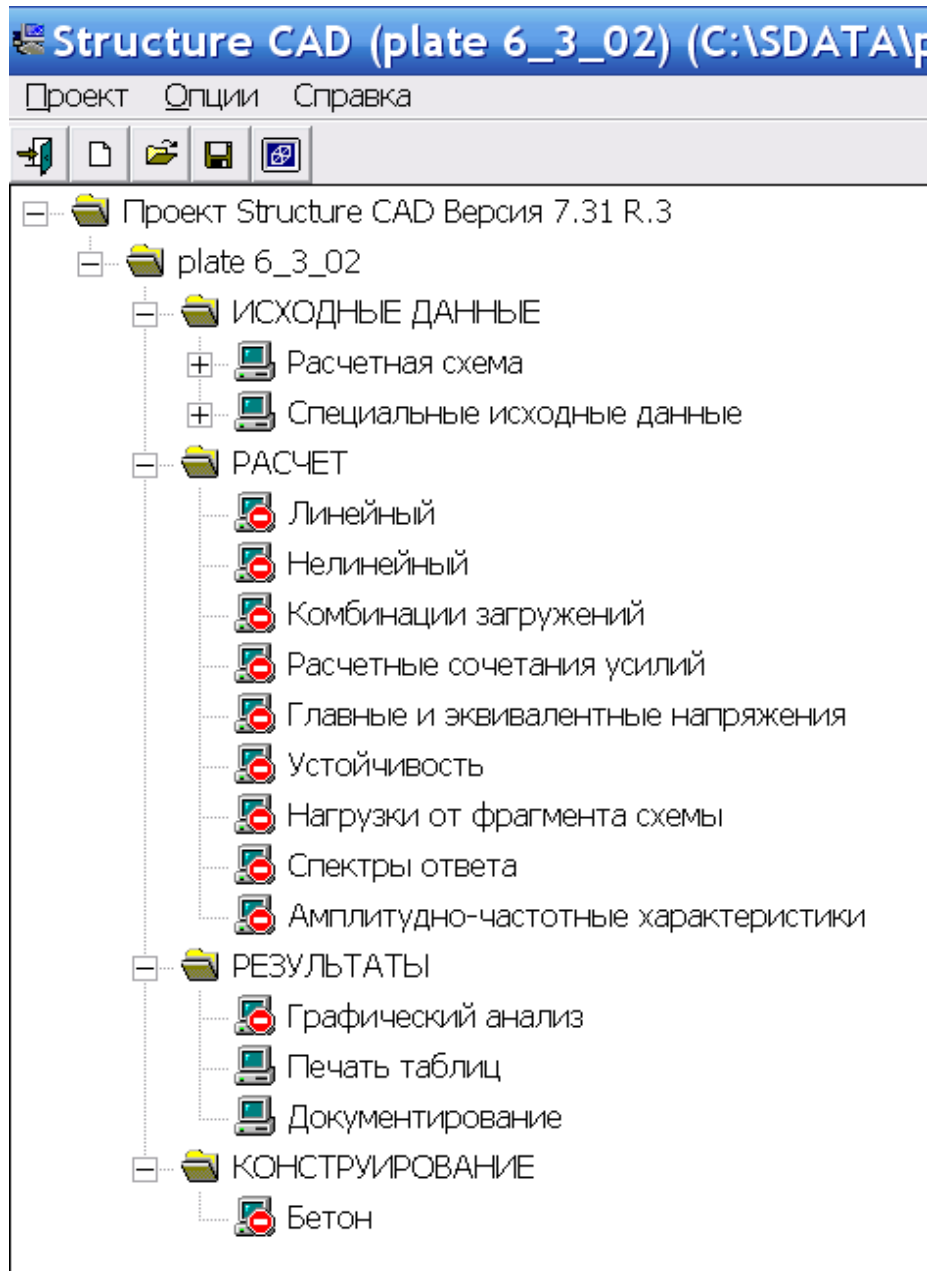 Structure CAD (plate 6_3_02) (C:\SDATA\p
Проект Опции Справка
Проект Structure CAD Версия 7.31 R.3
plate 6_3_02
ИСХОДНЫЕ ДАННЫЕ
Расчетная схема
Специальные исходные данные
РАСЧЕТ
Линейный
Нелинейный
Комбинации загружений
Расчетные сочетания усилий
Главные и эквивалентные напряжения
Устойчивость
Нагрузки от фрагмента схемы
Спектры ответа
Амплитудно-частотные характеристики
РЕЗУЛЬТАТЫ
Графический анализ
Печать таблиц
Документирование
КОНСТРУИРОВАНИЕ
Бетон